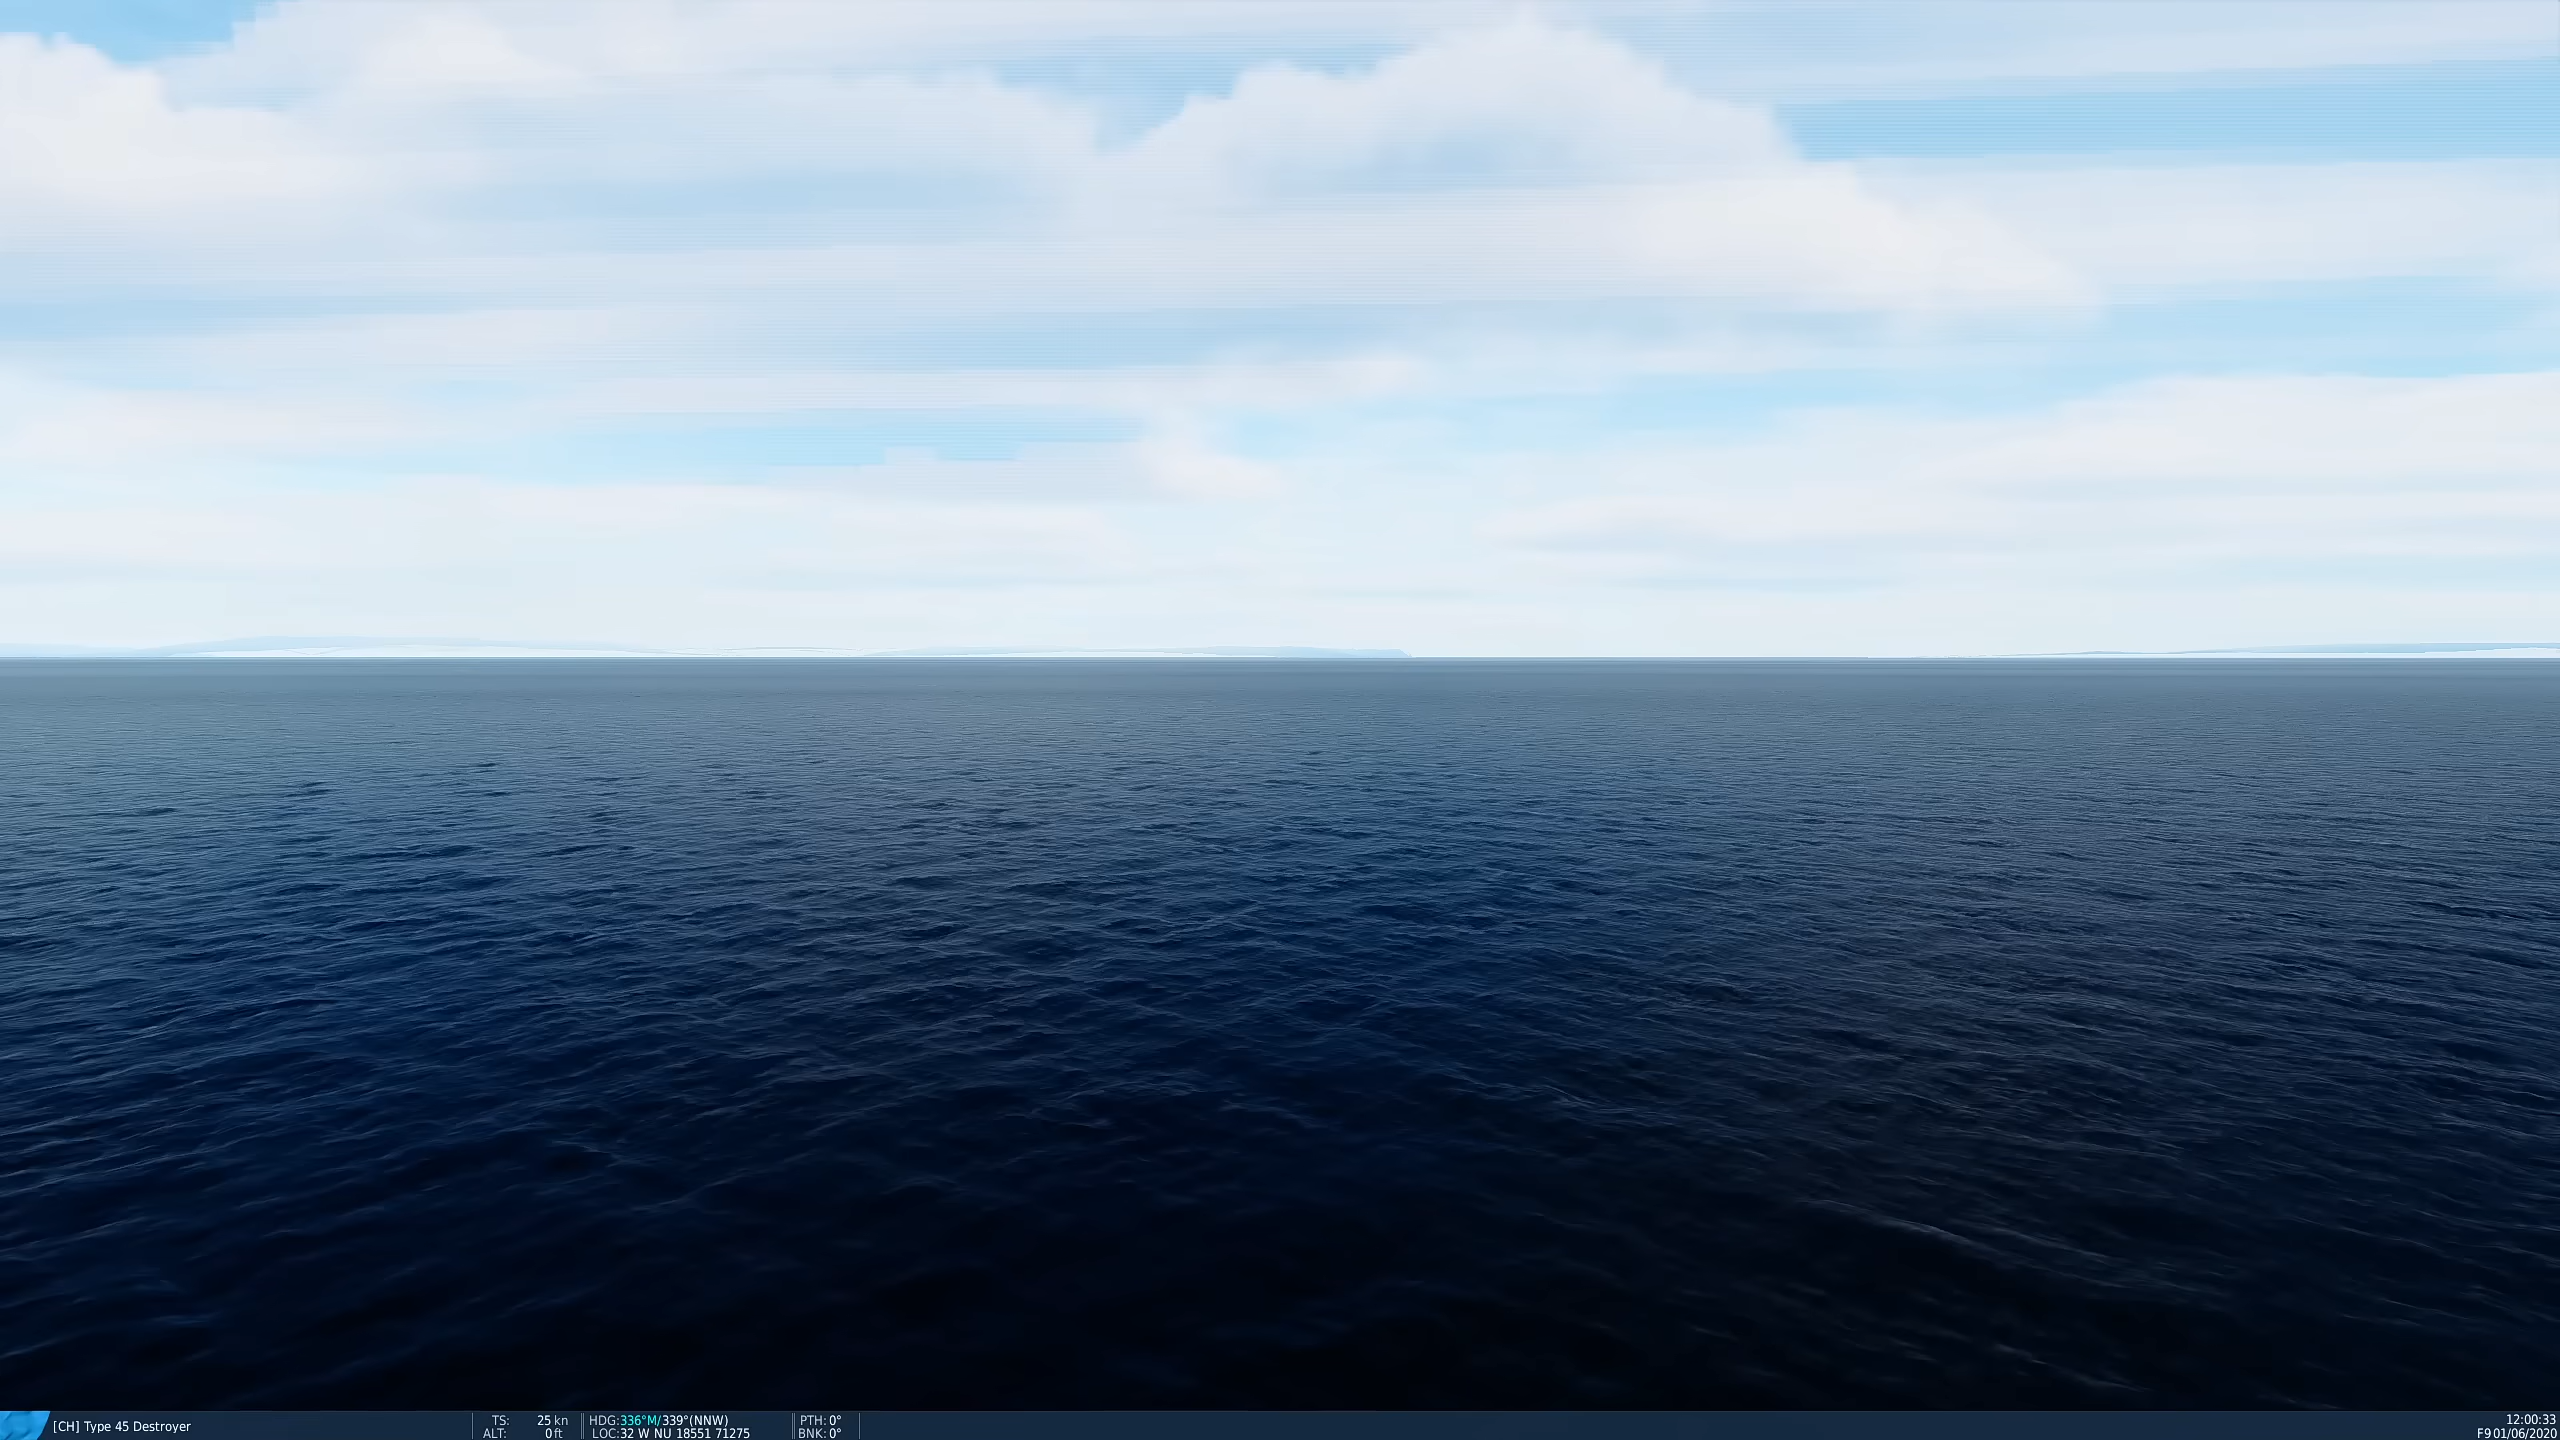 [CH] Type 45 Destroyer
TS: 25 kn
ALT: 0 ft
HDG:336°M/339°(NNW)
LOC:32 W NU 18551 71275
PTH: 0°
BNK: 0°
12:00:33
F9 01/06/2020